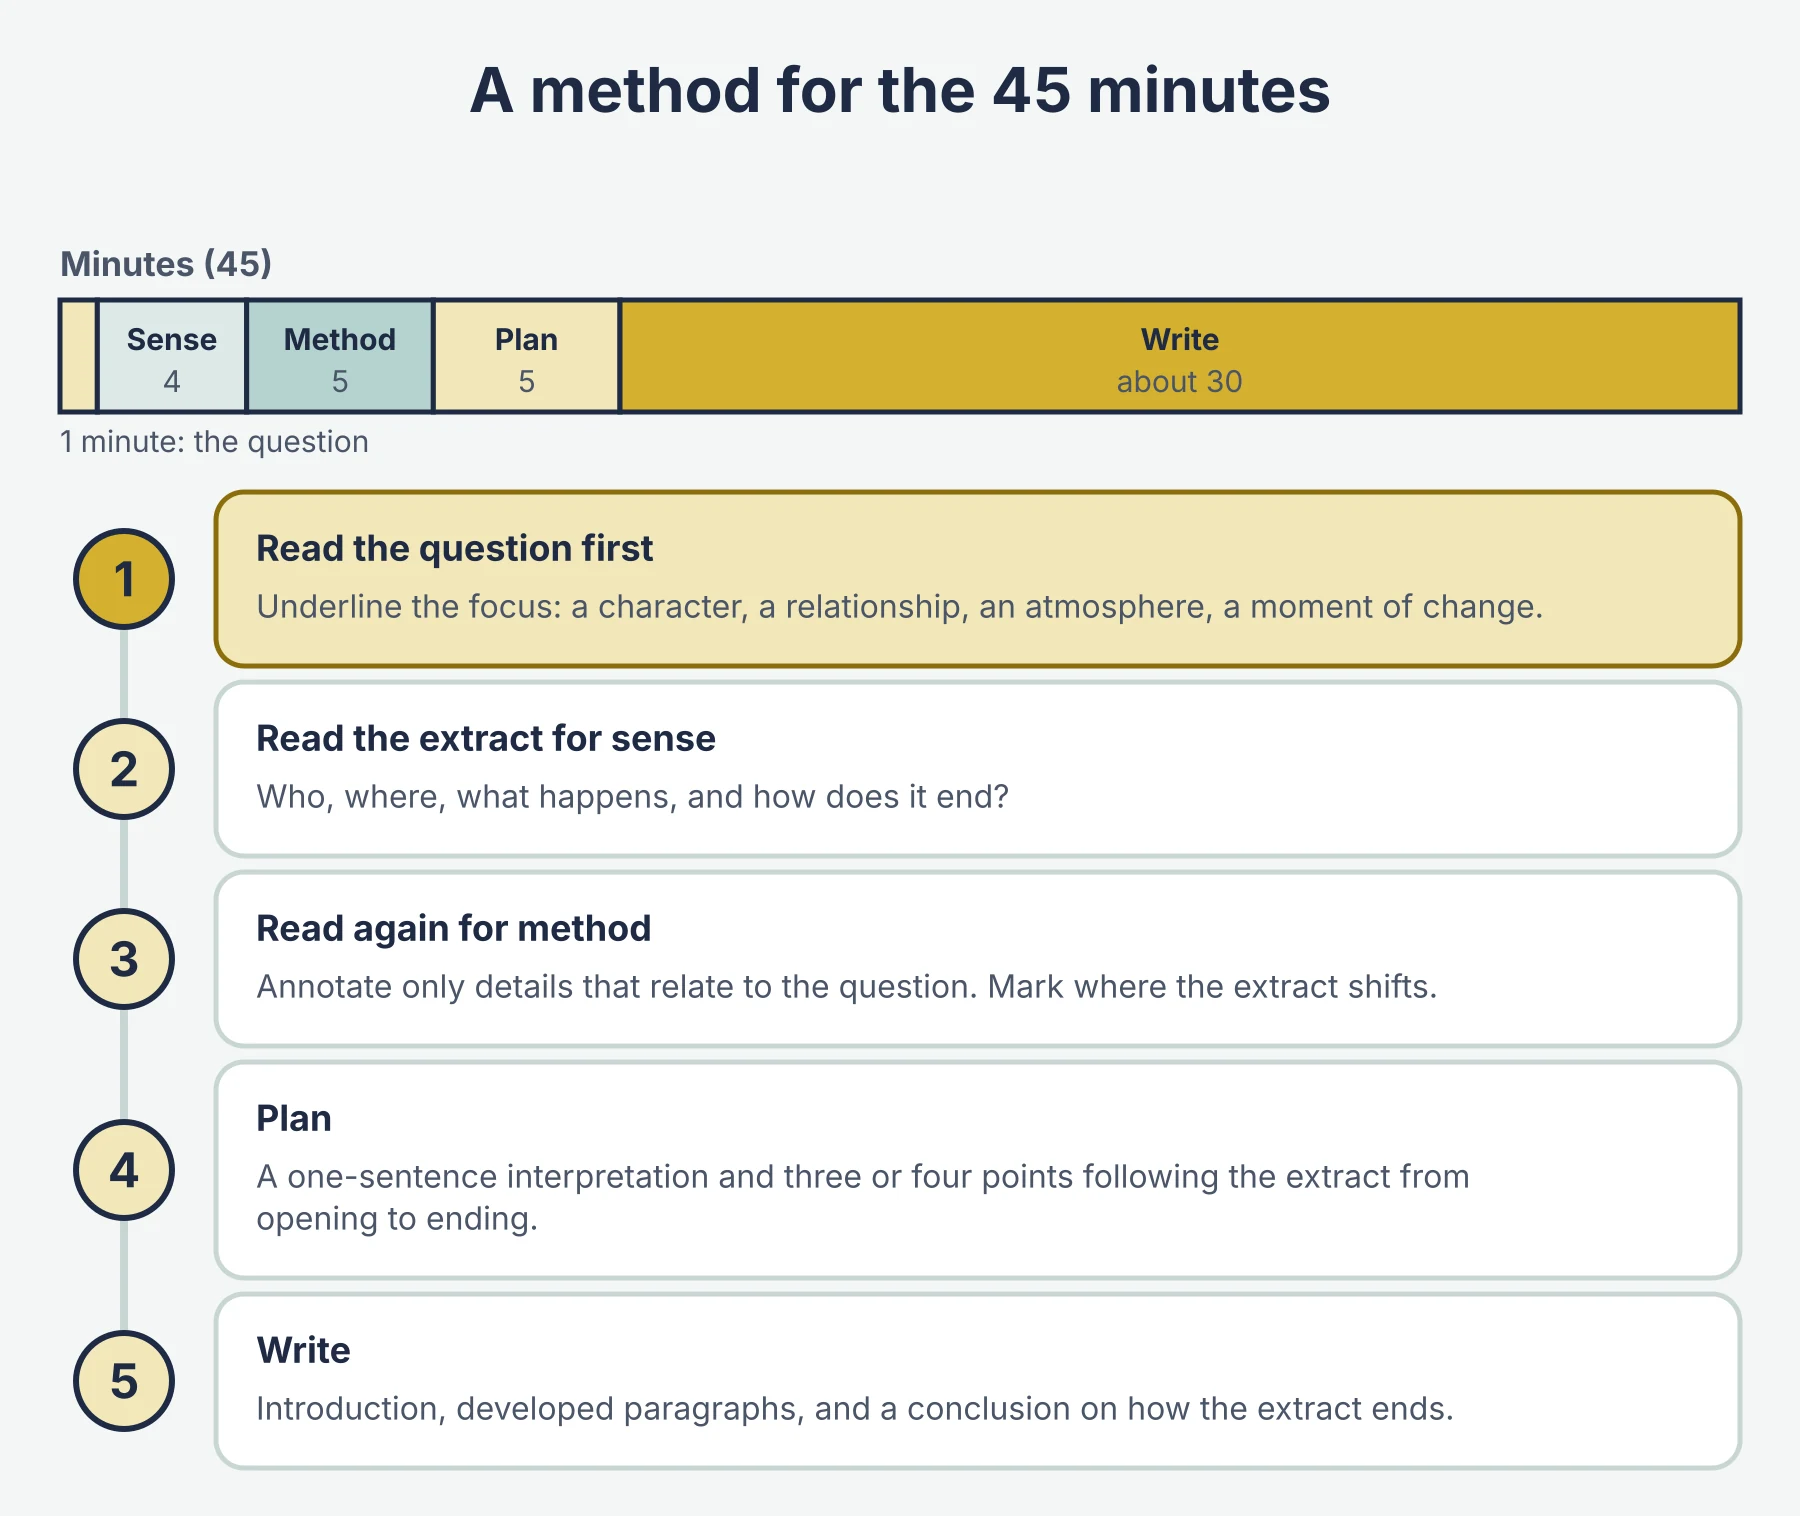 A method for the 45 minutes
Minutes (45)
Sense
4
Method
5
Plan
5
Write
about 30
1 minute: the question
1
Read the question first
Underline the focus: a character, a relationship, an atmosphere, a moment of change.
2
Read the extract for sense
Who, where, what happens, and how does it end?
3
Read again for method
Annotate only details that relate to the question. Mark where the extract shifts.
4
Plan
A one-sentence interpretation and three or four points following the extract from
opening to ending.
5
Write
Introduction, developed paragraphs, and a conclusion on how the extract ends.